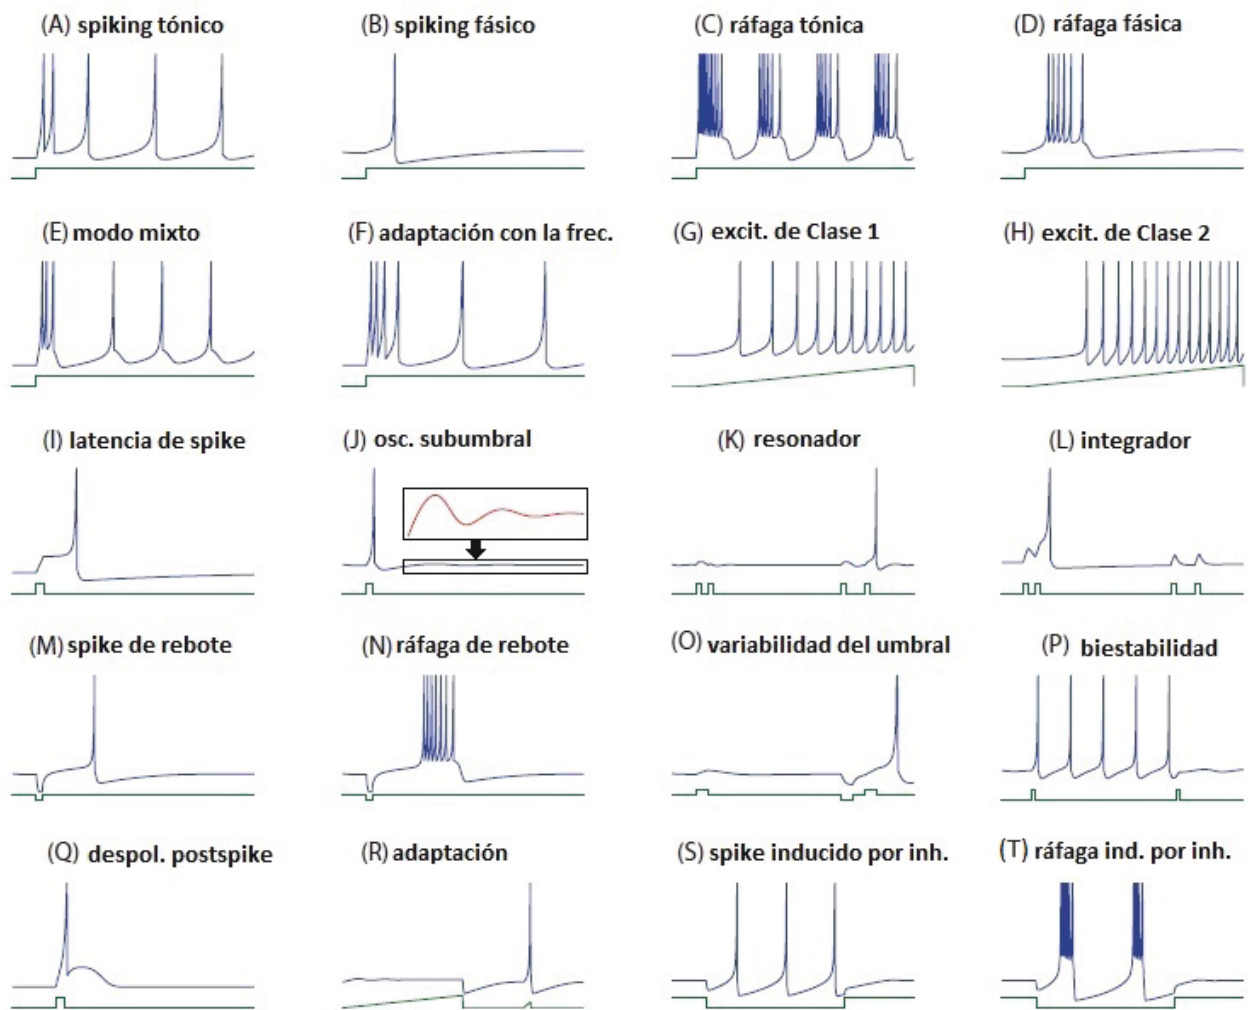 (A) spiking tónico
(B) spiking fásico
(C) ráfaga tónica
(D) ráfaga fásica
(E) modo mixto
(F) adaptación con la frec.
(G) excit. de Clase 1
(H) excit. de Clase 2
(I) latencia de spike
(J) osc. subumbral
(K) resonador
(L) integrador
(M) spike de rebote
(N) ráfaga de rebote
(O) variabilidad del umbral
(P) biestabilidad
(Q) despol. postspike
(R) adaptación
(S) spike inducido por inh.
(T) ráfaga ind. por inh.